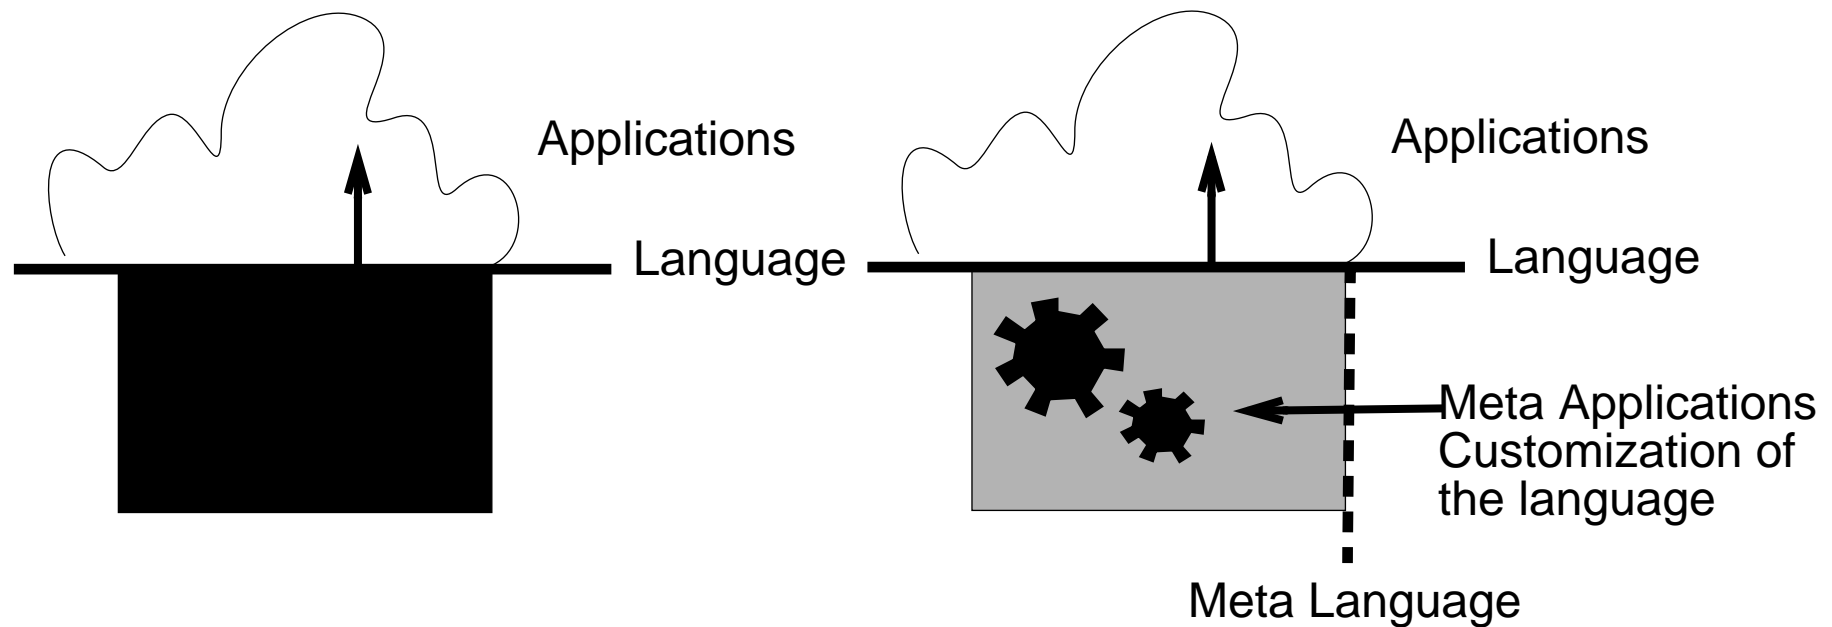 Applications
Language
Applications
Language
Meta Applications
Customization of
the language
Meta Language